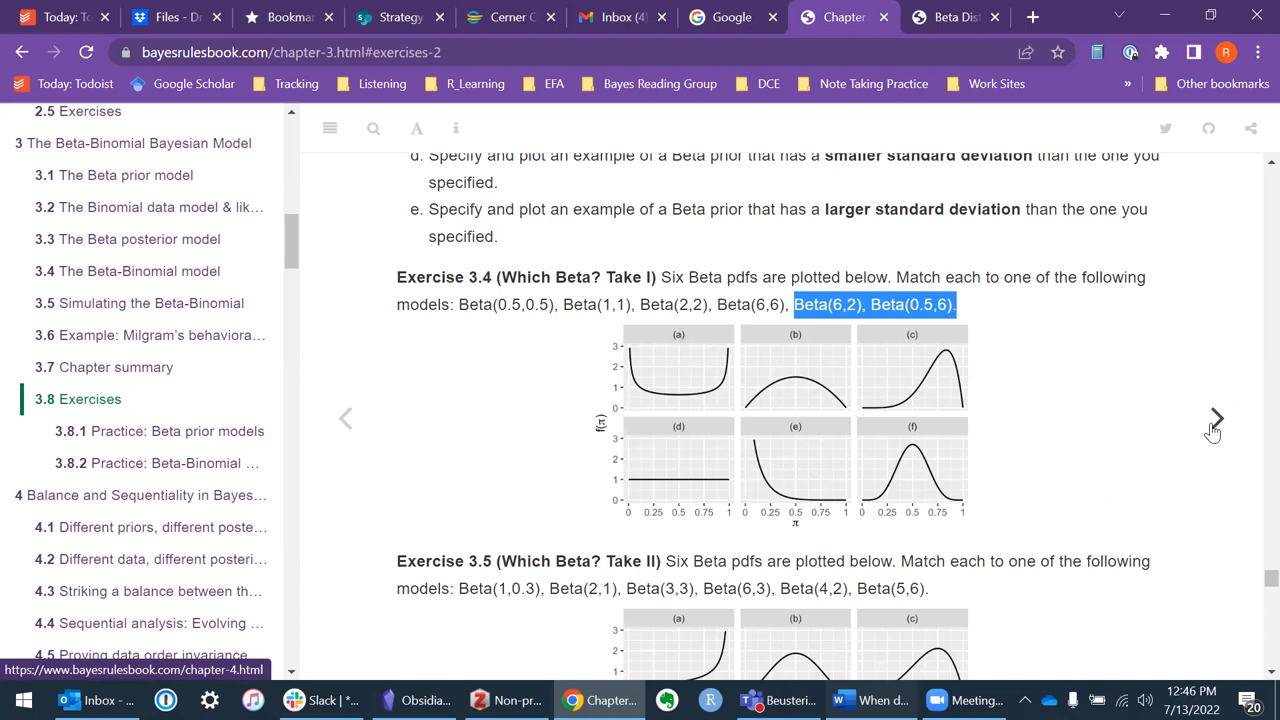 Today: To
Files - Dr
Bookmar
Strategy
Cerner C
Inbox (4)
Google
Chapter
Beta Dis
bayesrulesbook.com/chapter-3.html#exercises-2
R
Today: Todoist
Google Scholar
Tracking
Listening
R_Learning
EFA
Bayes Reading Group
DCE
Note Taking Practice
Work Sites
»
Other bookmarks
2.5 Exercises
3 The Beta-Binomial Bayesian Model
3.1 The Beta prior model
3.2 The Binomial data model & lik...
3.3 The Beta posterior model
3.4 The Beta-Binomial model
3.5 Simulating the Beta-Binomial
3.6 Example: Milgram's behaviora...
3.7 Chapter summary
3.8 Exercises
3.8.1 Practice: Beta prior models
3.8.2 Practice: Beta-Binomial ...
4 Balance and Sequentiality in Bayes...
4.1 Different priors, different poste...
4.2 Different data, different posteri...
4.3 Striking a balance between th...
4.4 Sequential analysis: Evolving ...
4.5 Proving data order invariance
https://www.bayesrulesbook.com/chapter-4.html
d. Specify and plot an example of a Beta prior that has a smaller standard deviation than the one you
specified.
e. Specify and plot an example of a Beta prior that has a larger standard deviation than the one you
specified.
Exercise 3.4 (Which Beta? Take I) Six Beta pdfs are plotted below. Match each to one of the following
models: Beta(0.5,0.5), Beta(1,1), Beta(2,2), Beta(6,6), Beta(6,2), Beta(0.5,6).
(a) (b) (c)
3
2
1
0
f(π)
(d) (e) (f)
3
2
1
0
0 0.25 0.5 0.75 1 0 0.25 0.5 0.75 1 0 0.25 0.5 0.75 1
π
Exercise 3.5 (Which Beta? Take II) Six Beta pdfs are plotted below. Match each to one of the following
models: Beta(1,0.3), Beta(2,1), Beta(3,3), Beta(6,3), Beta(4,2), Beta(5,6).
(a) (b) (c)
3
2
1
Inbox - ...
Slack | *...
Obsidia...
Non-pr...
Chapter...
R
Beusteri...
When d...
Meeting...
12:46 PM
7/13/2022
20